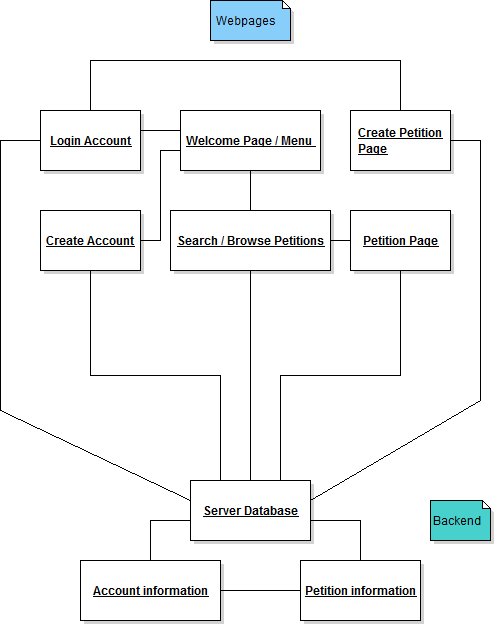 Webpages
Login Account
Welcome Page / Menu
Create Petition
Page
Create Account
Search / Browse Petitions
Petition Page
Server Database
Backend
Account information
Petition information